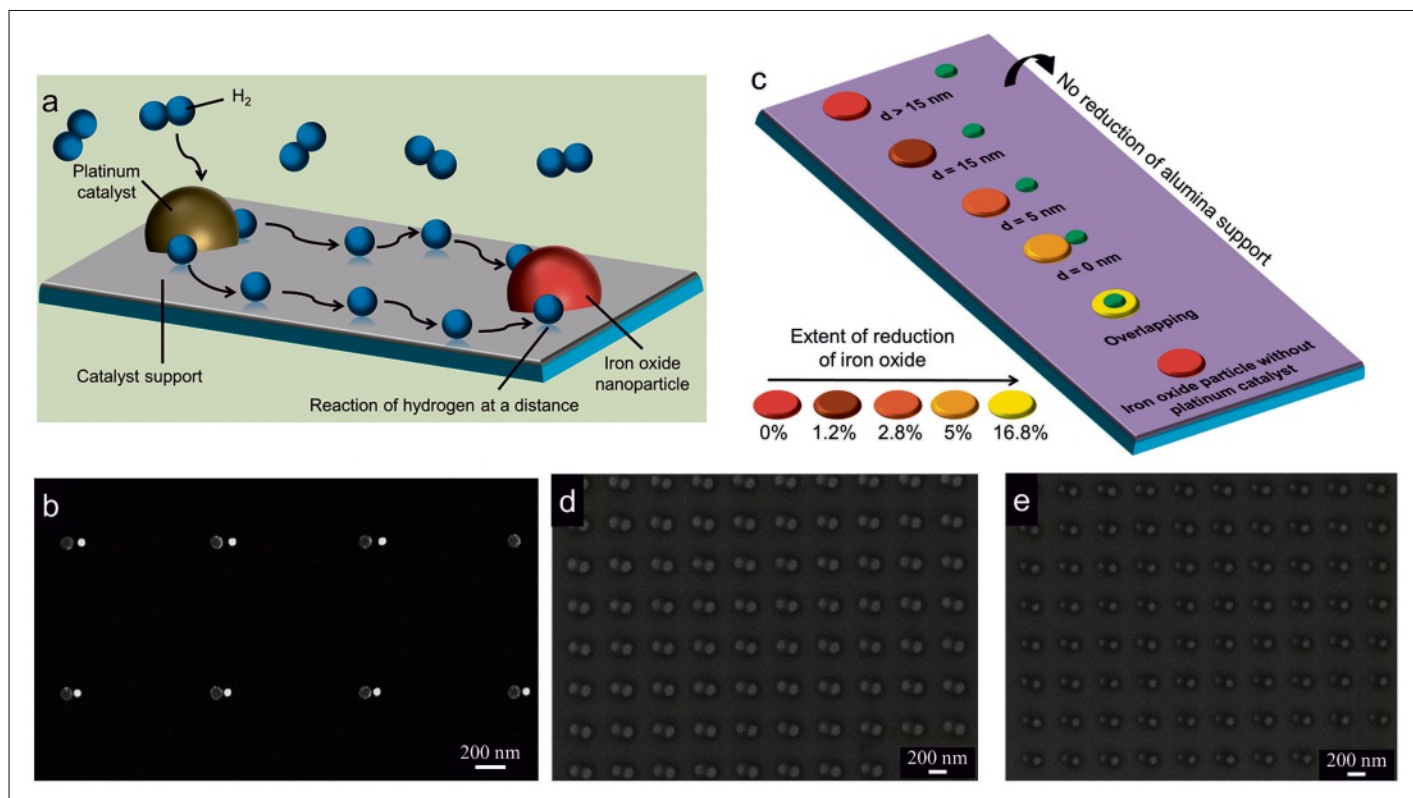 a
H2
Platinum
catalyst
Catalyst support
Iron oxide
nanoparticle
Reaction of hydrogen at a distance
c
d > 15 nm
d = 15 nm
d = 5 nm
d = 0 nm
Overlapping
Iron oxide particle without
platinum catalyst
No reduction of alumina support
Extent of reduction
of iron oxide
0% 1.2% 2.8% 5% 16.8%
b
200 nm
d
200 nm
e
200 nm